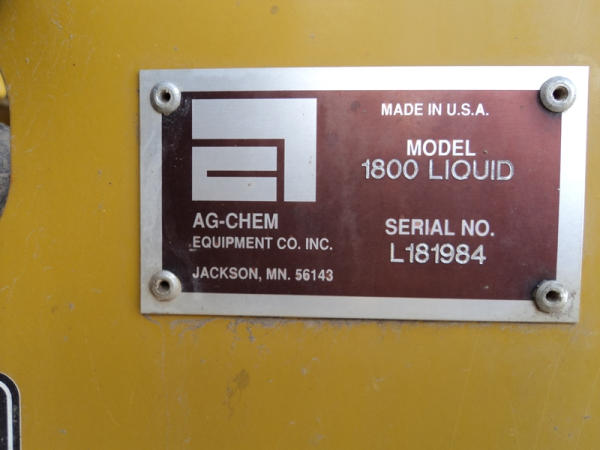 MADE IN U.S.A.
MODEL
1800 LIQUID
AG-CHEM
EQUIPMENT CO. INC.
JACKSON, MN. 56143
SERIAL NO.
L181984